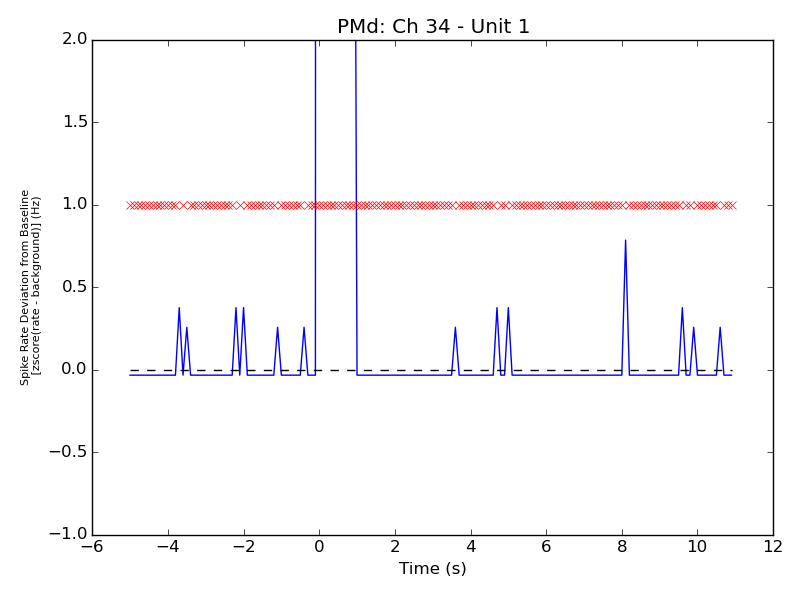 PMd: Ch 34 - Unit 1
2.0
1.5
1.0
0.5
0.0
−0.5
−1.0
Spike Rate Deviation from Baseline
[zscore(rate - background)] (Hz)
−6 −4 −2 0 2 4 6 8 10 12
Time (s)